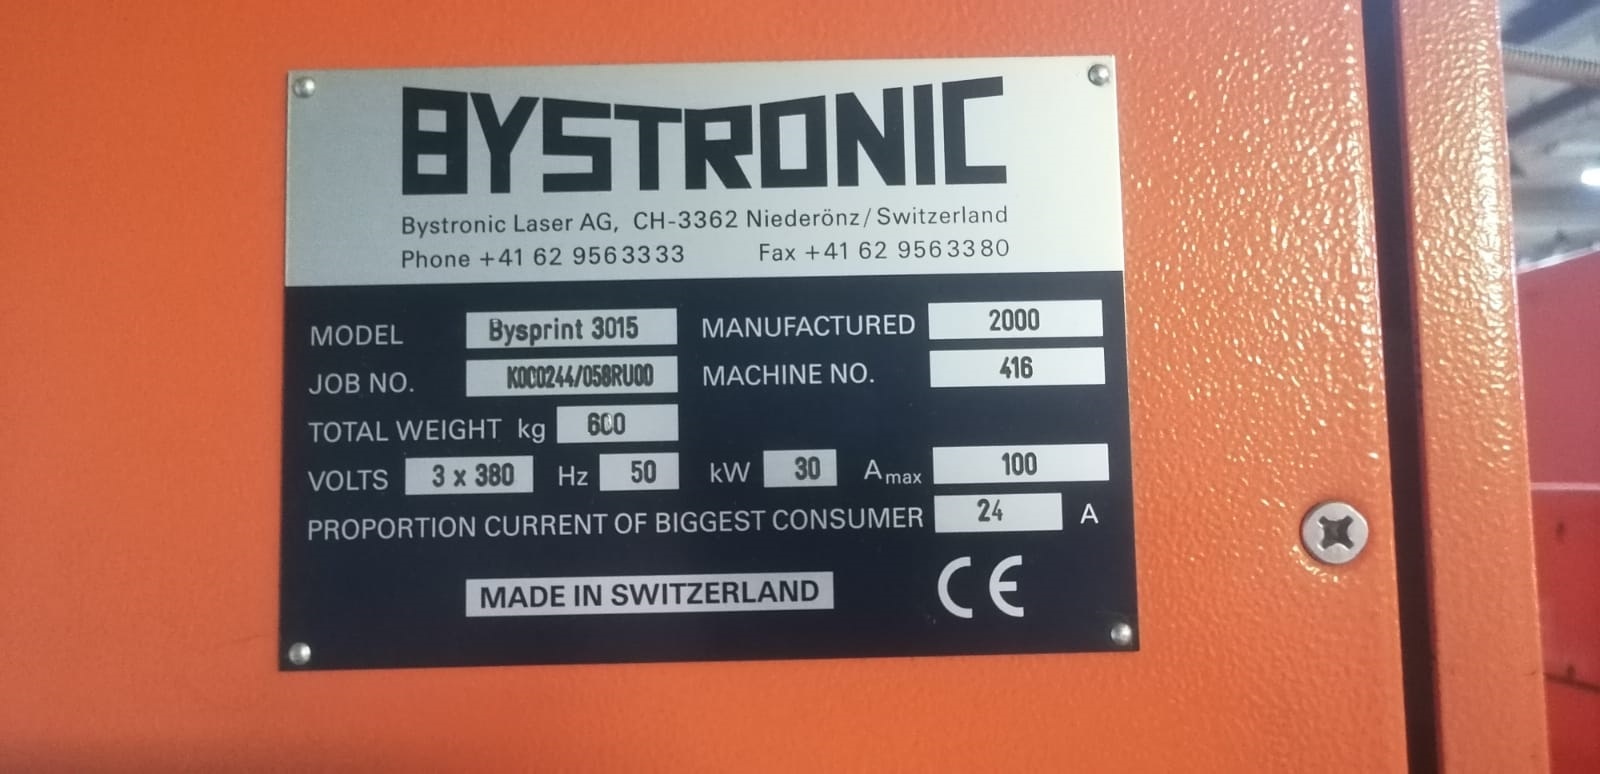 BYSTRONIC
Bystronic Laser AG, CH-3362 Niederönz/Switzerland
Phone +41 62 9563333 Fax +41 62 9563380
MODEL Bysprint 3015 MANUFACTURED 2000
JOB NO. K0C0244/058RU00 MACHINE NO. 416
TOTAL WEIGHT kg 600
VOLTS 3 x 380 Hz 50 kW 30 Amax 100
PROPORTION CURRENT OF BIGGEST CONSUMER 24 A
MADE IN SWITZERLAND CE